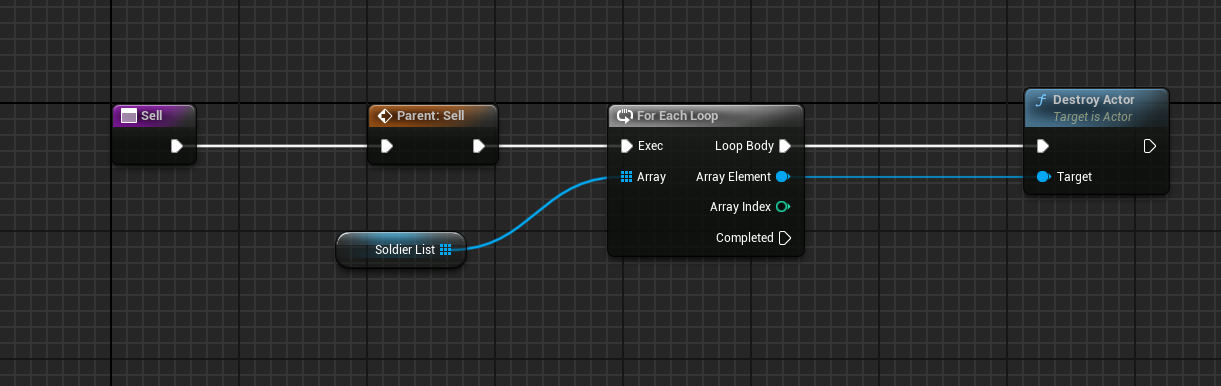 Sell
Parent: Sell
For Each Loop
Exec
Loop Body
Array
Array Element
Array Index
Completed
Soldier List
Destroy Actor
Target is Actor
Target